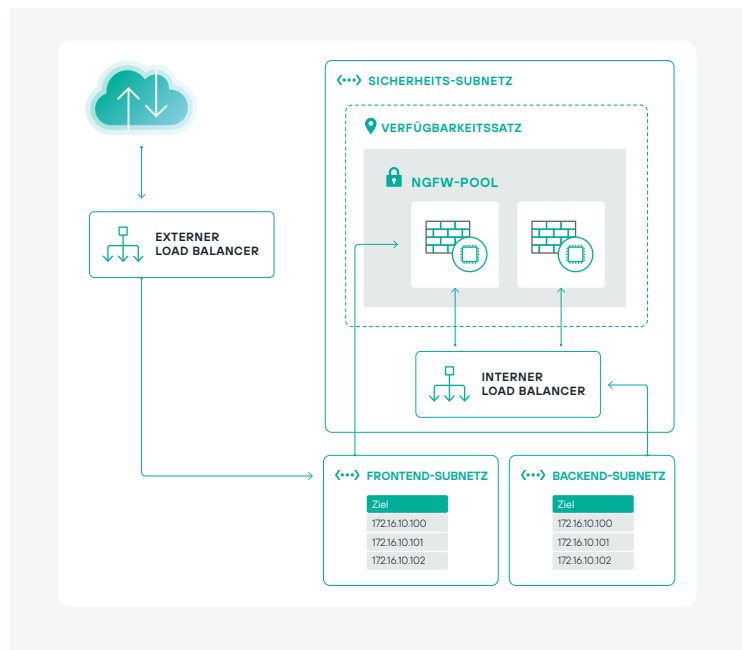 SICHERHEITS-SUBNETZ
VERFÜGBARKEITSSATZ
NGFW-POOL
EXTERNER
LOAD BALANCER
INTERNER
LOAD BALANCER
FRONTEND-SUBNETZ
Ziel
172.16.10.100
172.16.10.101
172.16.10.102
BACKEND-SUBNETZ
Ziel
172.16.10.100
172.16.10.101
172.16.10.102